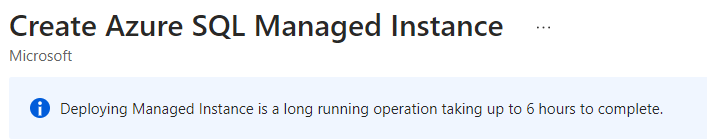 Create Azure SQL Managed Instance ...
Microsoft
Deploying Managed Instance is a long running operation taking up to 6 hours to complete.